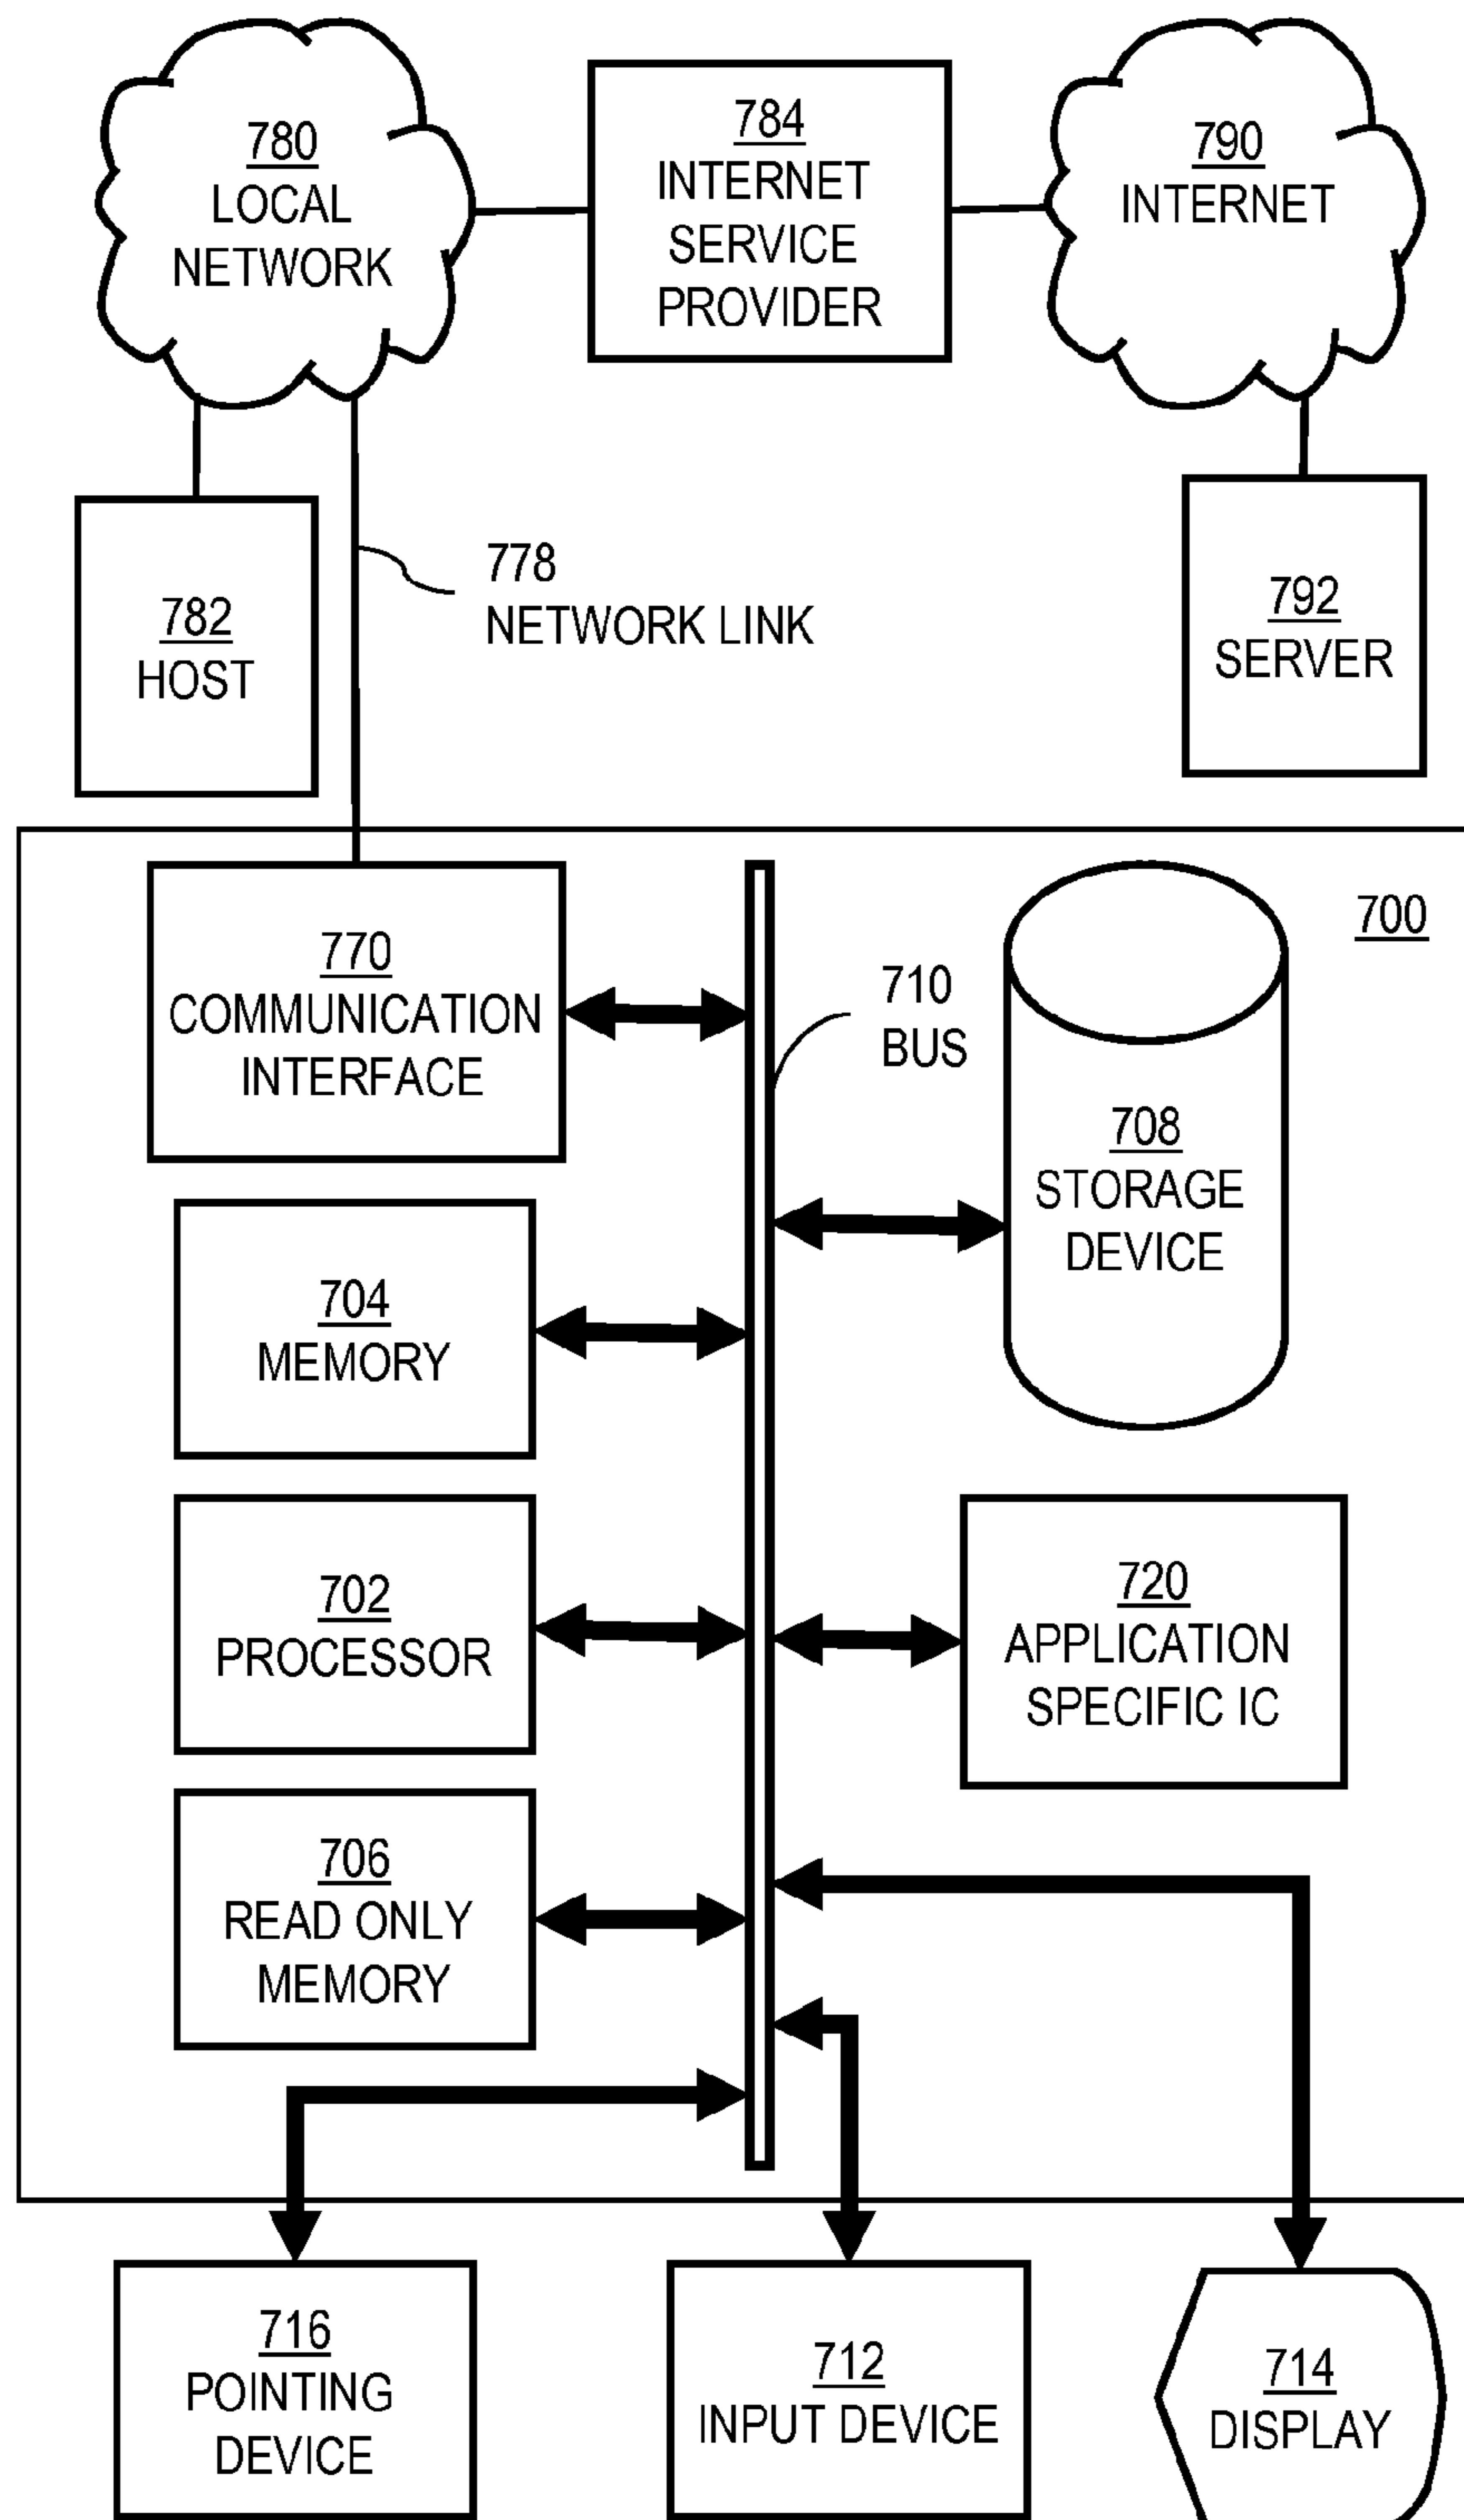 780
LOCAL
NETWORK
784
INTERNET
SERVICE
PROVIDER
790
INTERNET
782
HOST
778
NETWORK LINK
792
SERVER
700
770
COMMUNICATION
INTERFACE
710
BUS
708
STORAGE
DEVICE
704
MEMORY
702
PROCESSOR
720
APPLICATION
SPECIFIC IC
706
READ ONLY
MEMORY
716
POINTING
DEVICE
712
INPUT DEVICE
714
DISPLAY